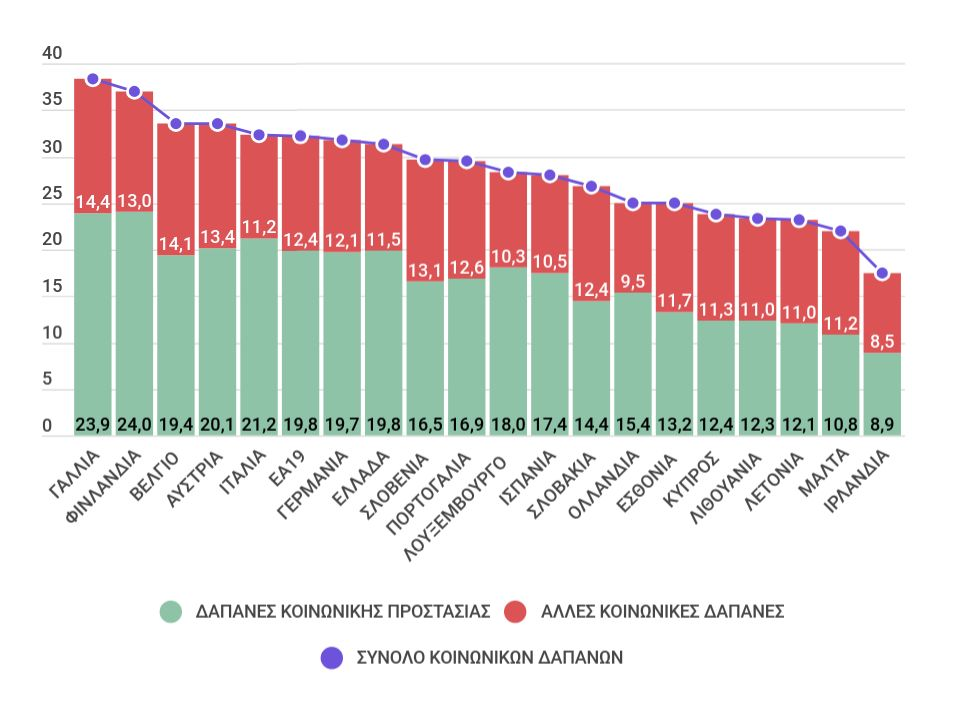 40
35
30
25
20
15
10
5
0
14,4 13,0 14,1 13,4 11,2 12,4 12,1 11,5 13,1 12,6 10,3 10,5 12,4 9,5 11,7 11,3 11,0 11,0 11,2 8,5
23,9 24,0 19,4 20,1 21,2 19,8 19,7 19,8 16,5 16,9 18,0 17,4 14,4 15,4 13,2 12,4 12,3 12,1 10,8 8,9
ΓΑΛΛΙΑ
ΦΙΝΛΑΝΔΙΑ
ΒΕΛΓΙΟ
ΑΥΣΤΡΙΑ
ΙΤΑΛΙΑ
ΕΑ19
ΓΕΡΜΑΝΙΑ
ΕΛΛΑΔΑ
ΣΛΟΒΕΝΙΑ
ΠΟΡΤΟΓΑΛΙΑ
ΛΟΥΞΕΜΒΟΥΡΓΟ
ΙΣΠΑΝΙΑ
ΣΛΟΒΑΚΙΑ
ΟΛΛΑΝΔΙΑ
ΕΣΘΟΝΙΑ
ΚΥΠΡΟΣ
ΛΙΘΟΥΑΝΙΑ
ΛΕΤΟΝΙΑ
ΜΑΛΤΑ
ΙΡΛΑΝΔΙΑ
ΔΑΠΑΝΕΣ ΚΟΙΝΩΝΙΚΗΣ ΠΡΟΣΤΑΣΙΑΣ ΑΛΛΕΣ ΚΟΙΝΩΝΙΚΕΣ ΔΑΠΑΝΕΣ
ΣΥΝΟΛΟ ΚΟΙΝΩΝΙΚΩΝ ΔΑΠΑΝΩΝ